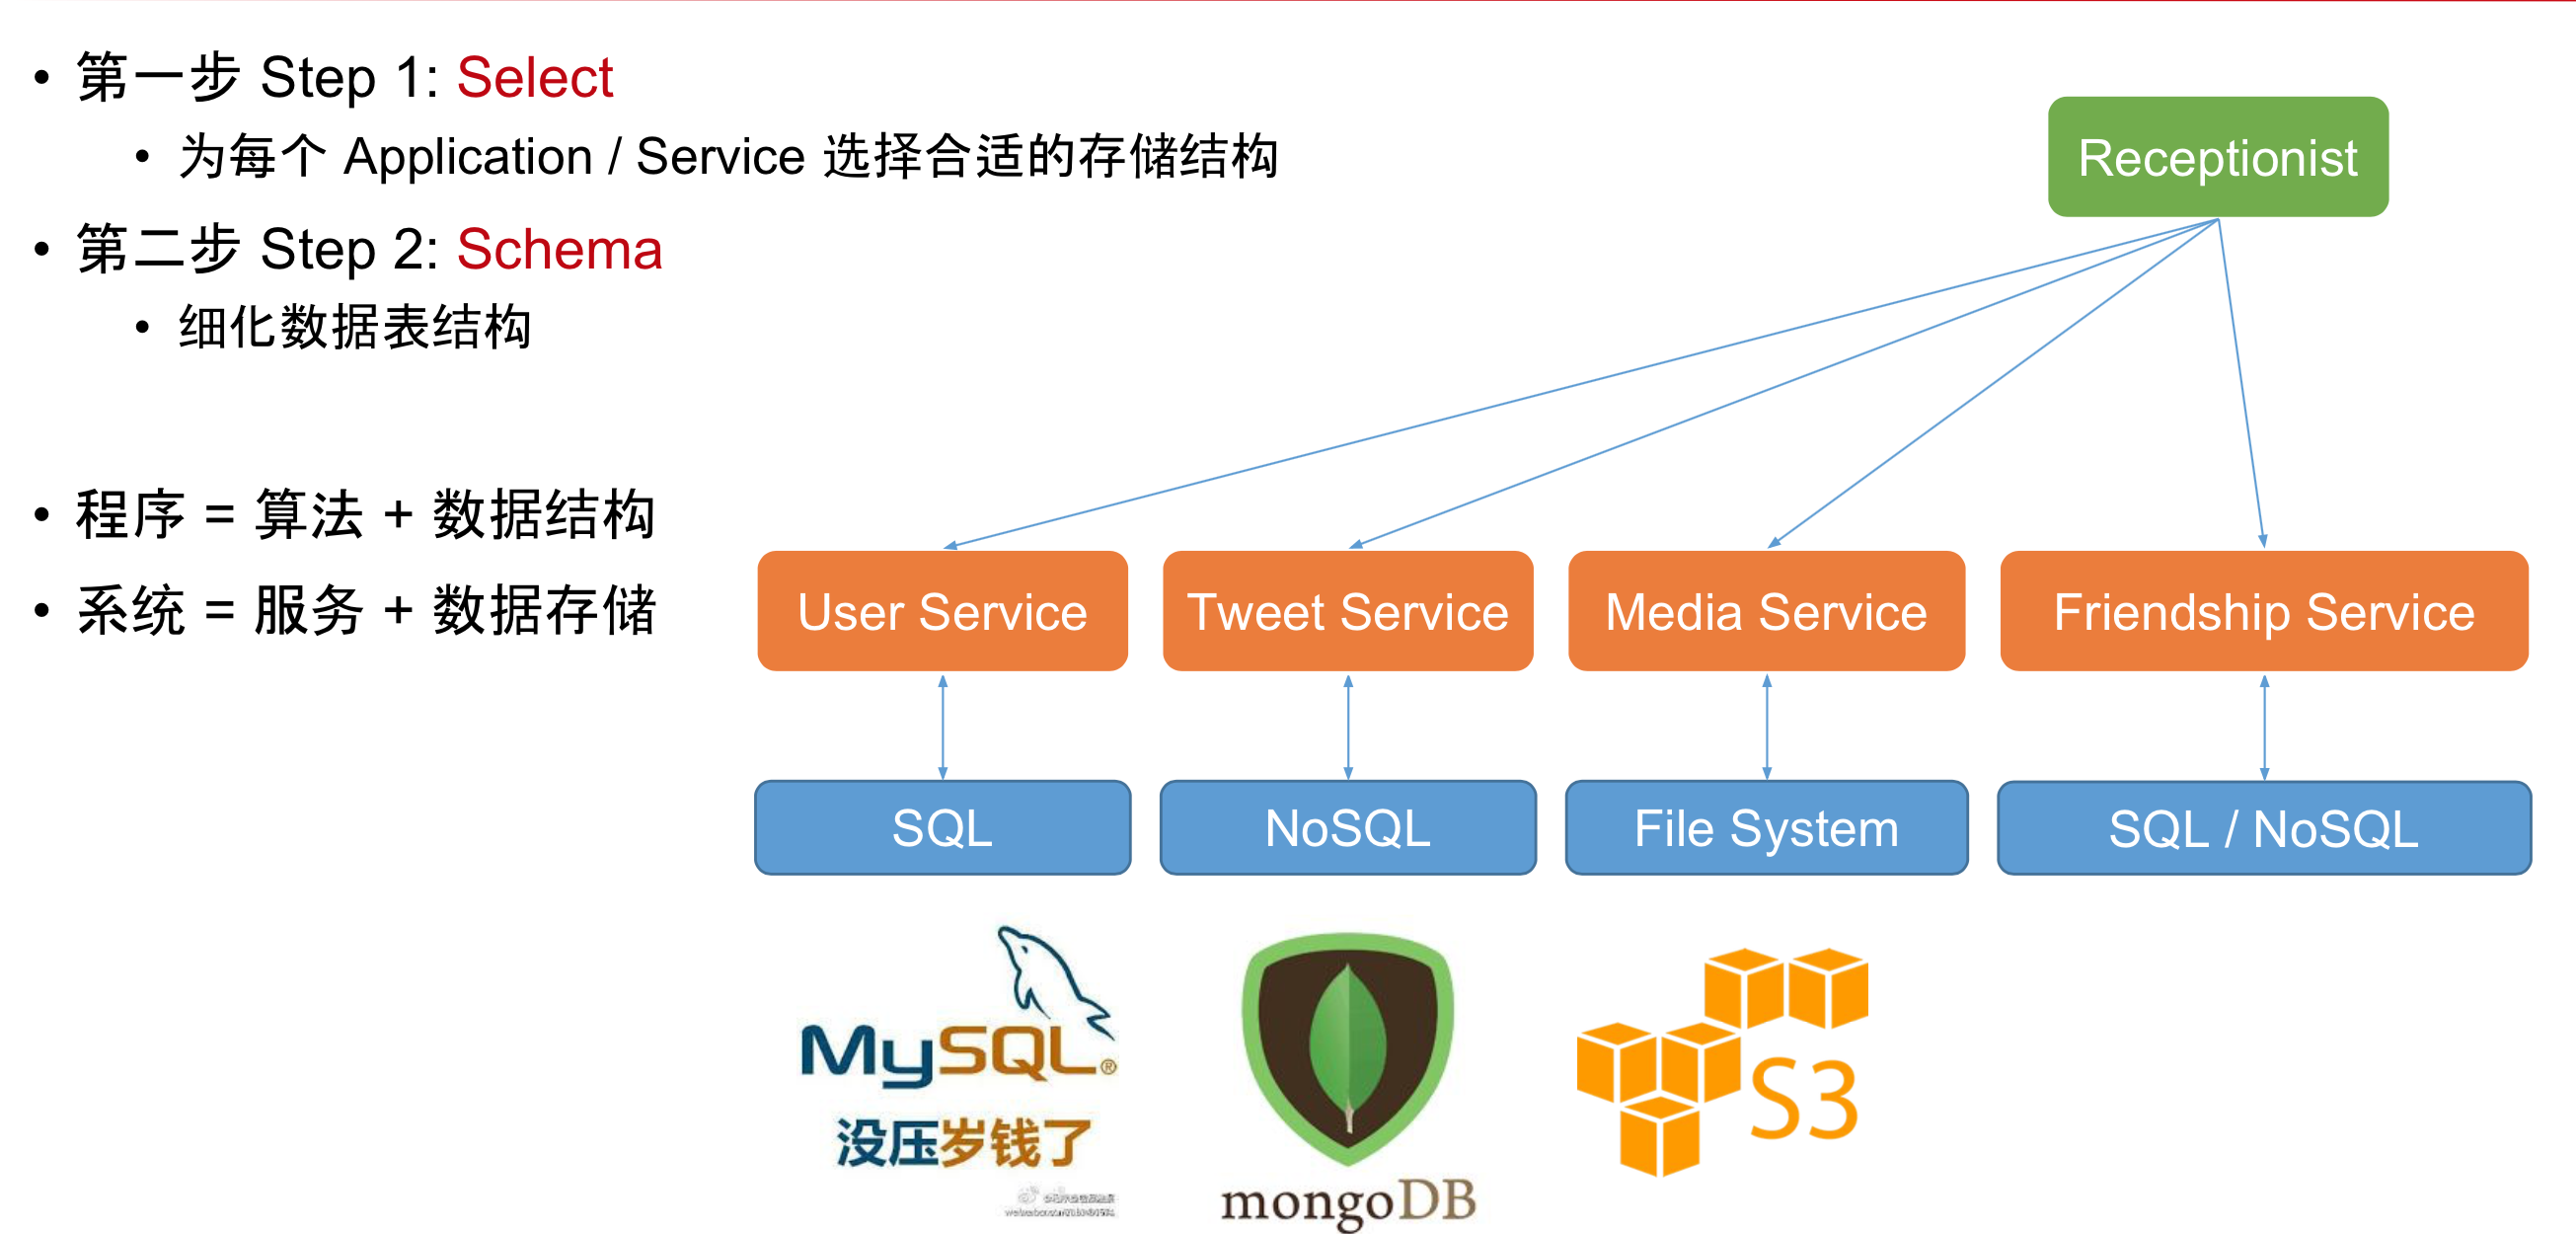 • 第一步 Step 1: Select
• 为每个 Application / Service 选择合适的存储结构
• 第二步 Step 2: Schema
• 细化数据表结构
• 程序 = 算法 + 数据结构
• 系统 = 服务 + 数据存储
Receptionist
User Service
Tweet Service
Media Service
Friendship Service
SQL
NoSQL
File System
SQL / NoSQL
MySQL®
没压岁钱了
mongoDB
S3